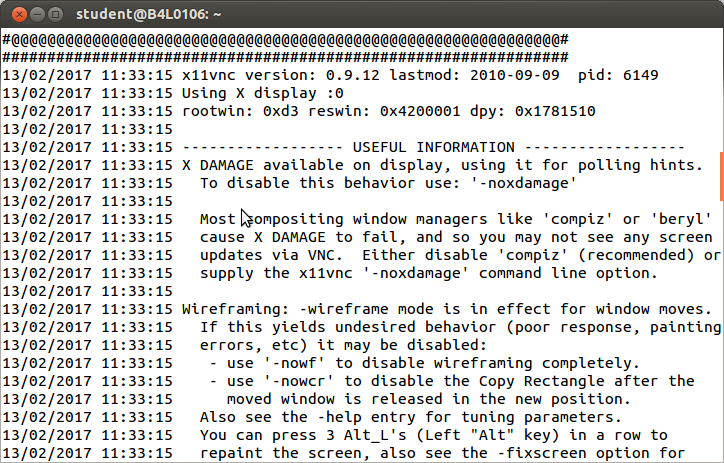 student@B4L0106: ~
#@@@@@@@@@@@@@@@@@@@@@@@@@@@@@@@@@@@@@@@@@@@@@@@@@@@@@@@@@@@@@#
###############################################################
13/02/2017 11:33:15 x11vnc version: 0.9.12 lastmod: 2010-09-09  pid: 6149
13/02/2017 11:33:15 Using X display :0
13/02/2017 11:33:15 rootwin: 0xd3 reswin: 0x4200001 dpy: 0x1781510
13/02/2017 11:33:15
13/02/2017 11:33:15 ------------------ USEFUL INFORMATION ------------------
13/02/2017 11:33:15 X DAMAGE available on display, using it for polling hints.
13/02/2017 11:33:15   To disable this behavior use: '-noxdamage'
13/02/2017 11:33:15
13/02/2017 11:33:15   Most compositing window managers like 'compiz' or 'beryl'
13/02/2017 11:33:15   cause X DAMAGE to fail, and so you may not see any screen
13/02/2017 11:33:15   updates via VNC.  Either disable 'compiz' (recommended) or
13/02/2017 11:33:15   supply the x11vnc '-noxdamage' command line option.
13/02/2017 11:33:15
13/02/2017 11:33:15 Wireframing: -wireframe mode is in effect for window moves.
13/02/2017 11:33:15   If this yields undesired behavior (poor response, painting
13/02/2017 11:33:15   errors, etc) it may be disabled:
13/02/2017 11:33:15    - use '-nowf' to disable wireframing completely.
13/02/2017 11:33:15    - use '-nowcr' to disable the Copy Rectangle after the
13/02/2017 11:33:15      moved window is released in the new position.
13/02/2017 11:33:15   Also see the -help entry for tuning parameters.
13/02/2017 11:33:15   You can press 3 Alt_L's (Left "Alt" key) in a row to
13/02/2017 11:33:15   repaint the screen, also see the -fixscreen option for